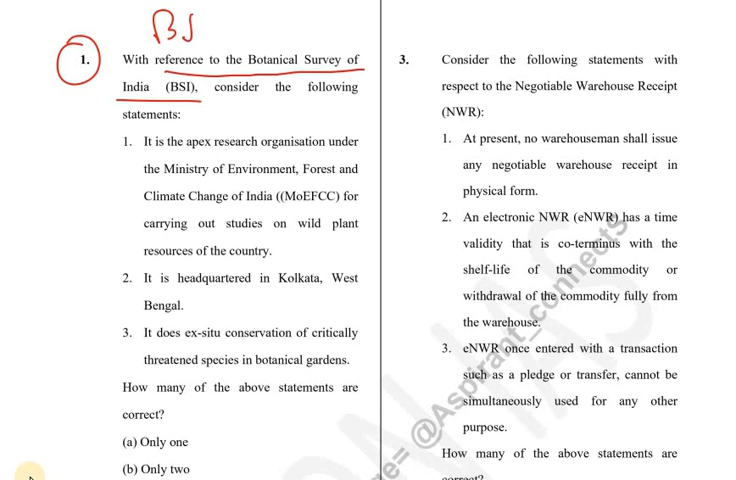 BS
1.
With reference to the Botanical Survey of
India (BSI), consider the following
statements:
1. It is the apex research organisation under
the Ministry of Environment, Forest and
Climate Change of India ((MoEFCC) for
carrying out studies on wild plant
resources of the country.
2. It is headquartered in Kolkata, West
Bengal.
3. It does ex-situ conservation of critically
threatened species in botanical gardens.
How many of the above statements are
correct?
(a) Only one
(b) Only two
3.
Consider the following statements with
respect to the Negotiable Warehouse Receipt
(NWR):
1. At present, no warehouseman shall issue
any negotiable warehouse receipt in
physical form.
2. An electronic NWR (eNWR) has a time
validity that is co-terminus with the
shelf-life of the commodity or
withdrawal of the commodity fully from
the warehouse.
3. eNWR once entered with a transaction
such as a pledge or transfer, cannot be
simultaneously used for any other
purpose.
How many of the above statements are
correct?
@Aspirant_connects